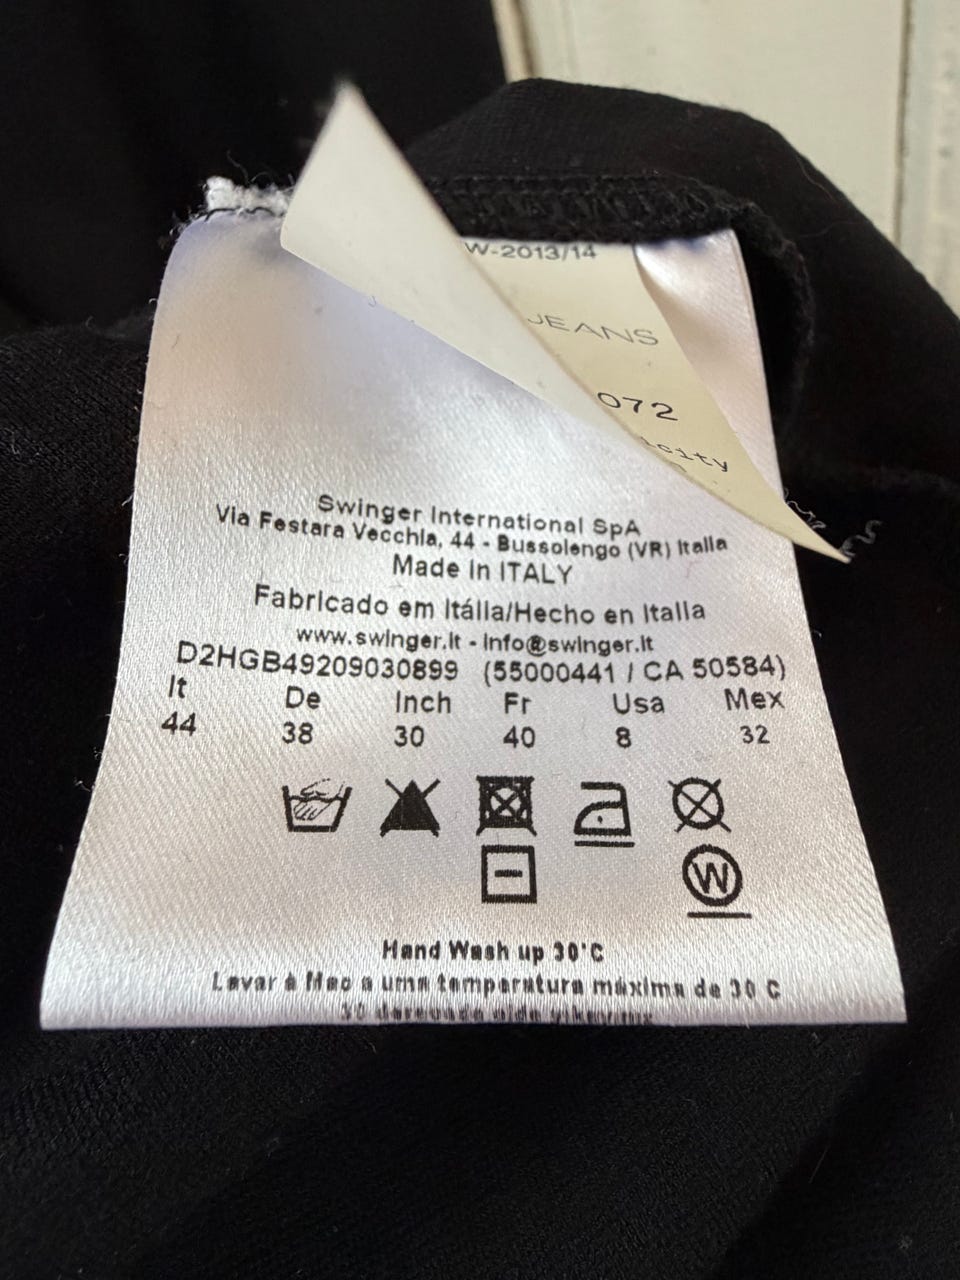 W-2013/14
JEANS
072
icity
Swinger International SpA
Via Festara Vecchia, 44 - Bussolengo (VR) Italia
Made in ITALY
Fabricado em Itália/Hecho en Italia
www.swinger.it - info@swinger.it
D2HGB49209030899 (55000441 / CA 50584)
It De Inch Fr Usa Mex
44 38 30 40 8 32
W
Hand Wash up 30°C
Lavar à Mao a uma temperatura máxima de 30 C